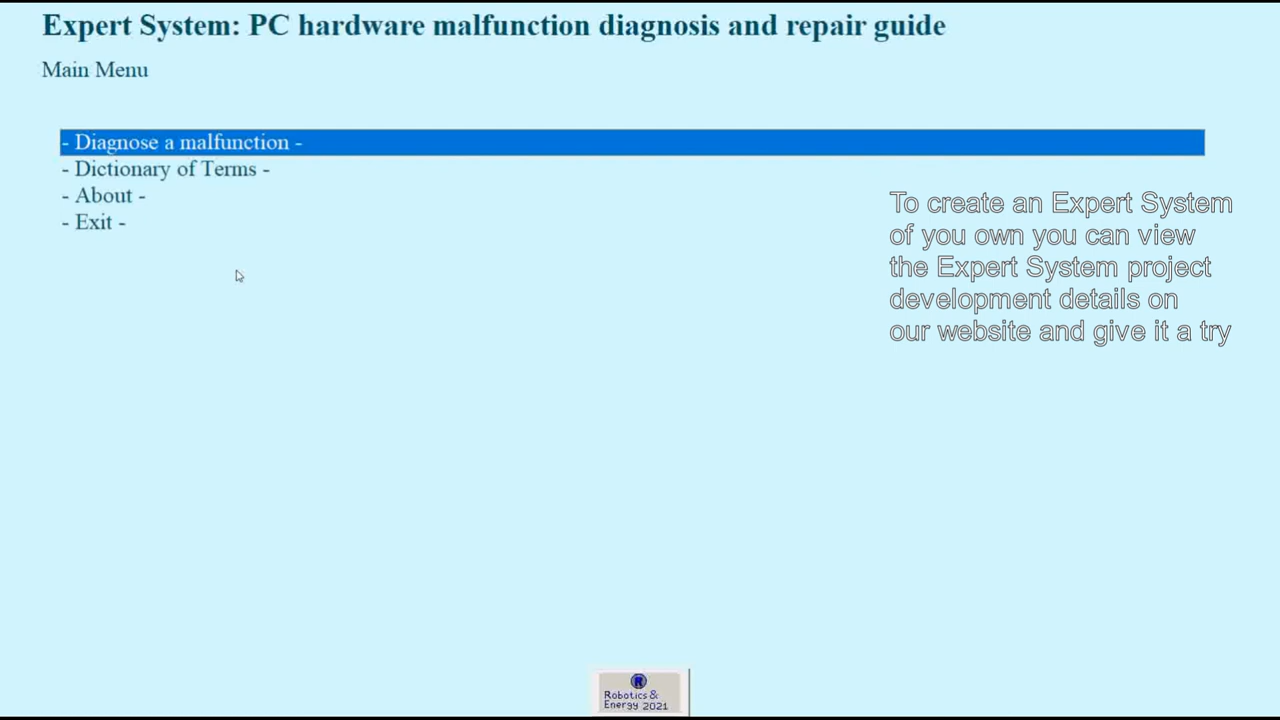 Expert System: PC hardware malfunction diagnosis and repair guide
Main Menu
- Diagnose a malfunction -
- Dictionary of Terms -
- About -
- Exit -
To create an Expert System
of you own you can view
the Expert System project
development details on
our website and give it a try
R
Robotics &
Energy 2021